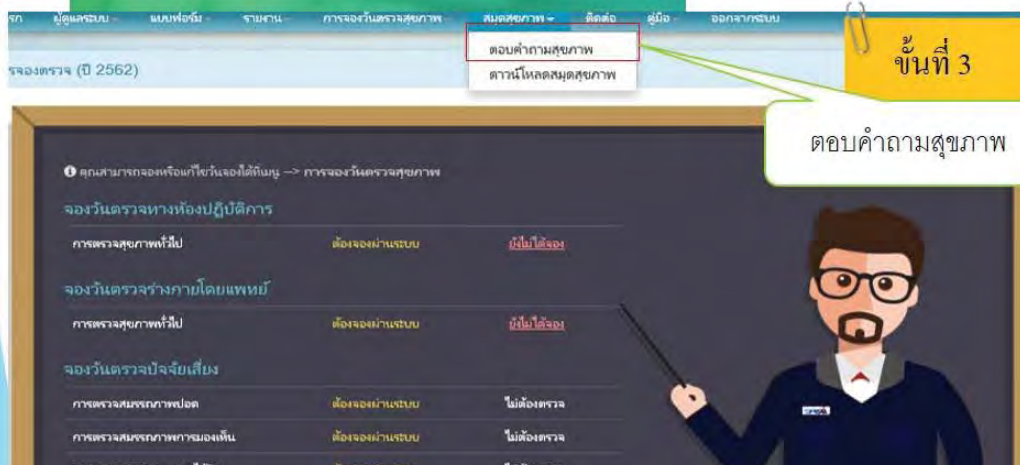 รก ผู้ดูแลระบบ แบบฟอร์ม รายงาน การจองวันตรวจสุขภาพ สมุดสุขภาพ ติดต่อ คู่มือ ออกจากระบบ
ตอบคำถามสุขภาพ
ดาวน์โหลดสมุดสุขภาพ
ขั้นที่ 3
รจองตรวจ (ปี 2562)
ตอบคำถามสุขภาพ
คุณสามารถจองหรือแก้ไขวันจองได้ที่เมนู --> การจองวันตรวจสุขภาพ
จองวันตรวจทางห้องปฏิบัติการ
การตรวจสุขภาพทั่วไป ต้องจองผ่านระบบ ยังไม่ได้จอง
จองวันตรวจร่างกายโดยแพทย์
การตรวจสุขภาพทั่วไป ต้องจองผ่านระบบ ยังไม่ได้จอง
จองวันตรวจปัจจัยเสี่ยง
การตรวจสมรรถภาพปอด ต้องจองผ่านระบบ ไม่ต้องตรวจ
การตรวจสมรรถภาพการมองเห็น ต้องจองผ่านระบบ ไม่ต้องตรวจ